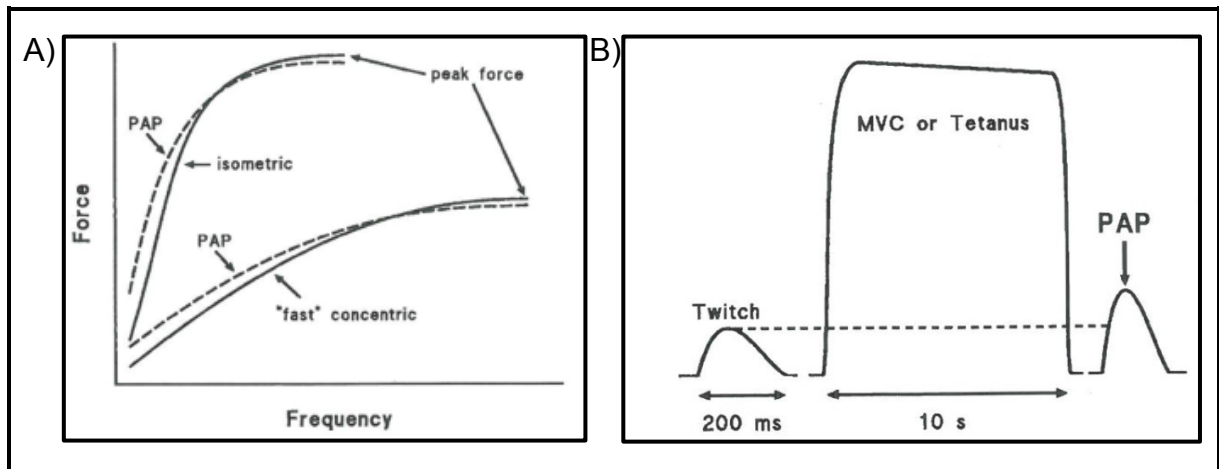 A)
peak force
PAP
isometric
PAP
"fast" concentric
Force
Frequency
B)
MVC or Tetanus
PAP
Twitch
200 ms
10 s